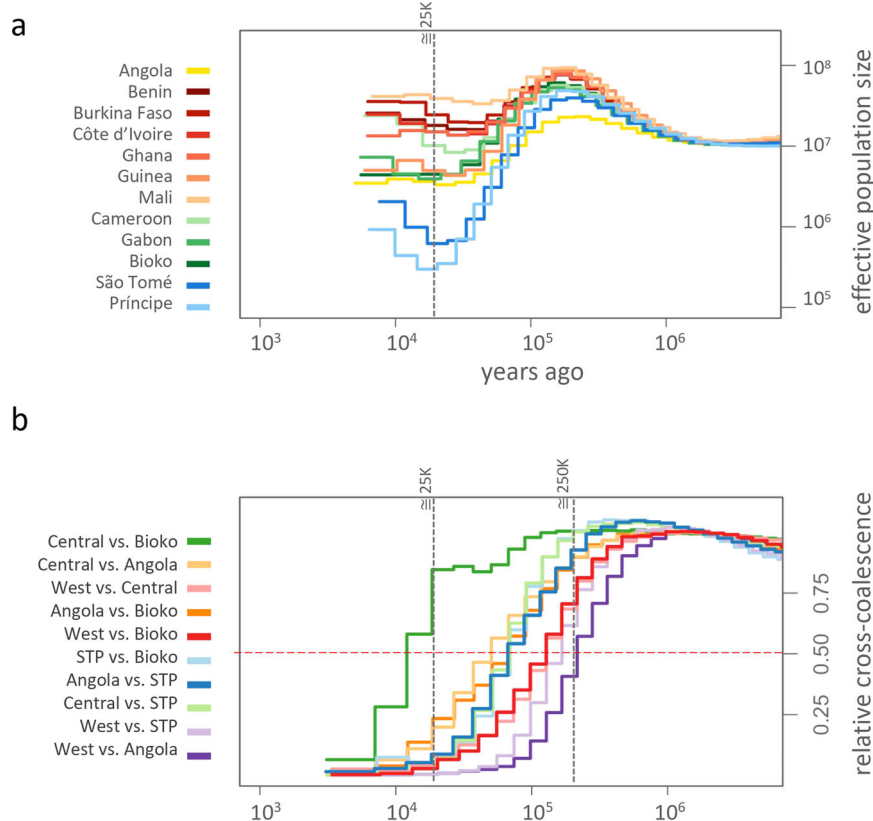 a
≅ 25K
Angola
Benin
Burkina Faso
Côte d’Ivoire
Ghana
Guinea
Mali
Cameroon
Gabon
Bioko
São Tomé
Príncipe
10⁸
10⁷
10⁶
10⁵
effective population size
10³
10⁴
10⁵
10⁶
years ago
b
≅ 25K
≅ 250K
Central vs. Bioko
Central vs. Angola
West vs. Central
Angola vs. Bioko
West vs. Bioko
STP vs. Bioko
Angola vs. STP
Central vs. STP
West vs. STP
West vs. Angola
0.75
0.50
0.25
relative cross-coalescence
10³
10⁴
10⁵
10⁶